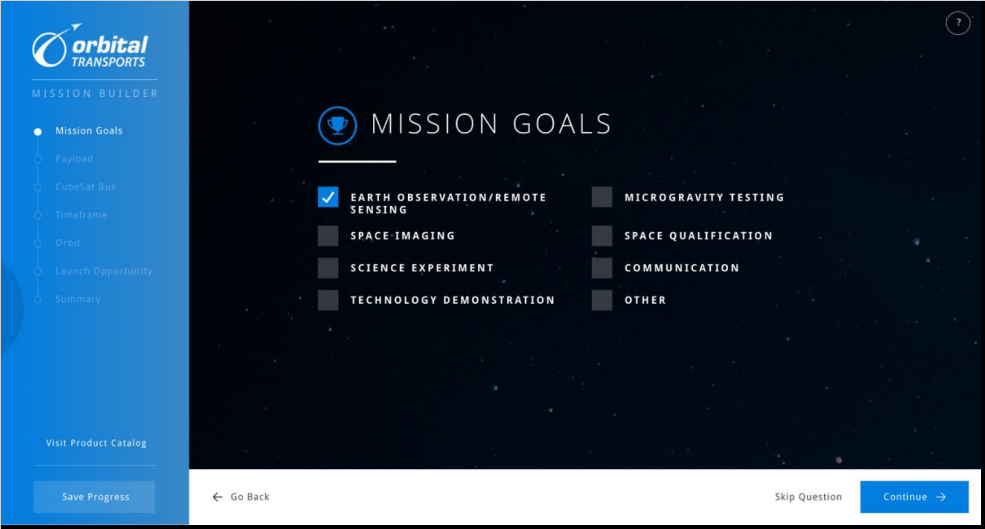 orbital
TRANSPORTS
MISSION BUILDER
Mission Goals
Payload
CubeSat Bus
Timeframe
Orbit
Launch Opportunity
Summary
Visit Product Catalog
Save Progress
?
MISSION GOALS
EARTH OBSERVATION/REMOTE
SENSING
SPACE IMAGING
SCIENCE EXPERIMENT
TECHNOLOGY DEMONSTRATION
MICROGRAVITY TESTING
SPACE QUALIFICATION
COMMUNICATION
OTHER
← Go Back
Skip Question
Continue →